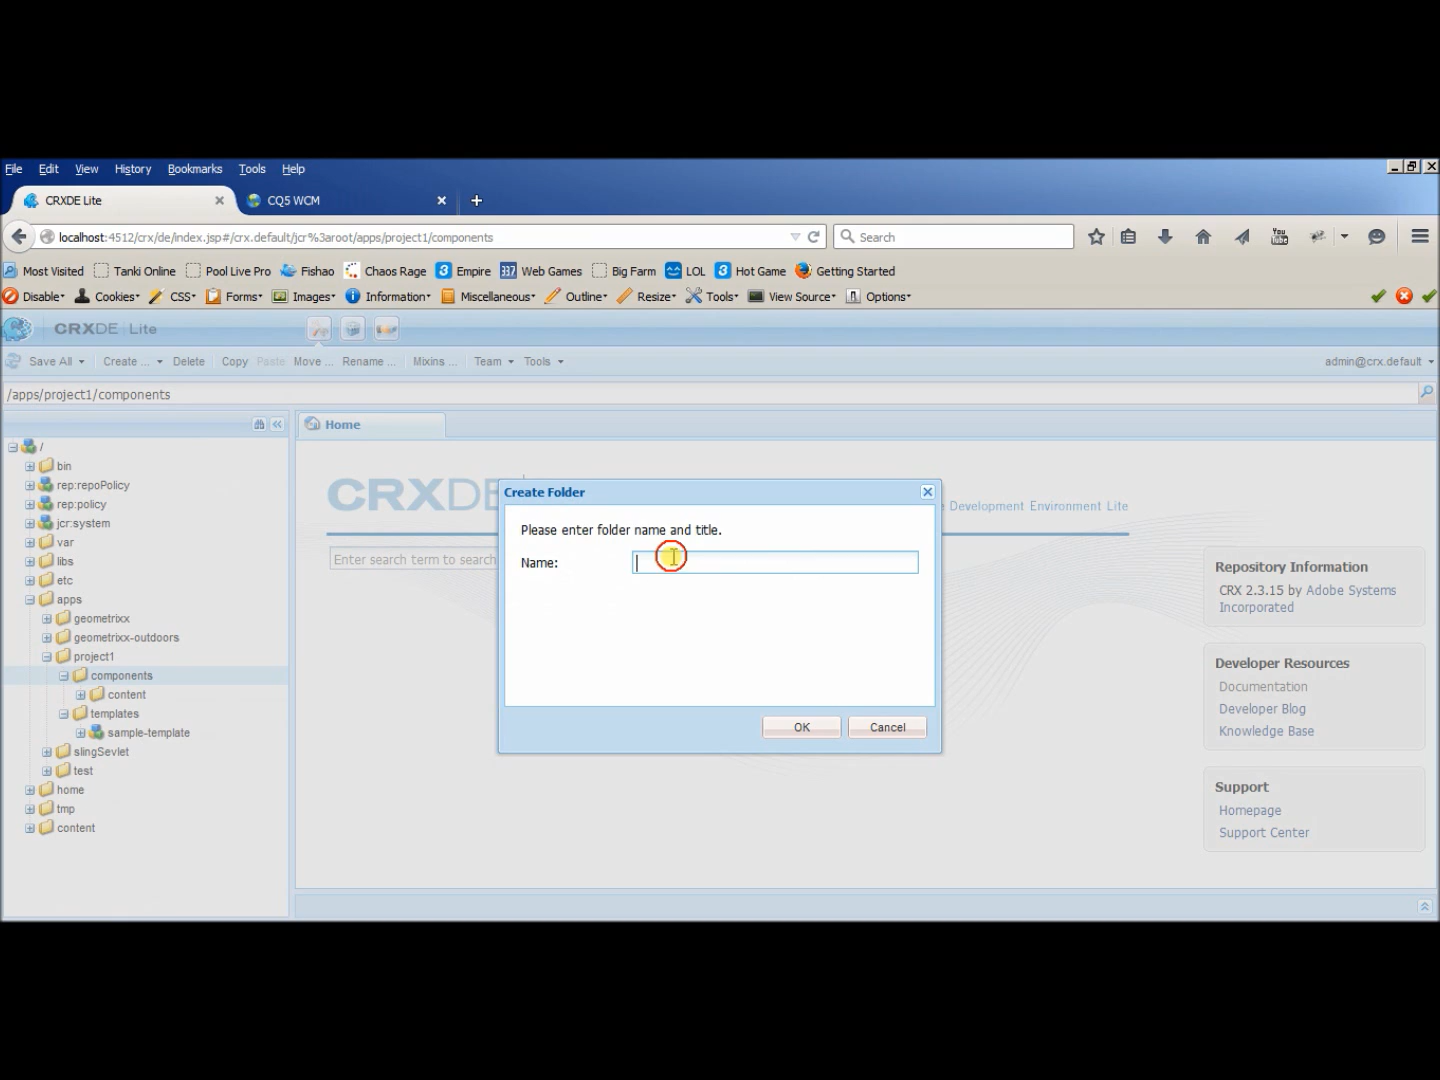 File Edit View History Bookmarks Tools Help
CRXDE Lite CQ5 WCM
localhost:4512/crx/de/index.jsp#/crx.default/jcr%3aroot/apps/project1/components Search
Most Visited Tanki Online Pool Live Pro Fishao Chaos Rage 3 Empire 337 Web Games Big Farm LOL 3 Hot Game Getting Started
Disable Cookies CSS Forms Images Information Miscellaneous Outline Resize Tools View Source Options
CRXDE Lite
Save All Create ... Delete Copy Paste Move ... Rename ... Mixins ... Team Tools admin@crx.default
/apps/project1/components
Home
/
bin
rep:repoPolicy
rep:policy
jcr:system
var
libs
etc
apps
geometrixx
geometrixx-outdoors
project1
components
content
templates
sample-template
slingSevlet
test
home
tmp
content
CRXDE
Development Environment Lite
Enter search term to search
Create Folder
Please enter folder name and title.
Name:
OK Cancel
Repository Information
CRX 2.3.15 by Adobe Systems
Incorporated
Developer Resources
Documentation
Developer Blog
Knowledge Base
Support
Homepage
Support Center